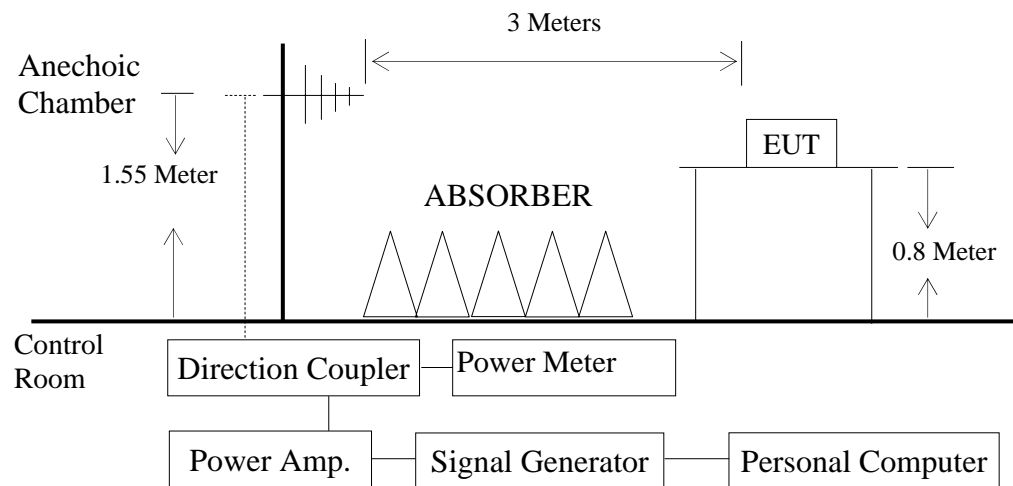 3 Meters
Anechoic
Chamber
EUT
1.55 Meter
ABSORBER
0.8 Meter
Control
Room
Direction Coupler
Power Meter
Power Amp.
Signal Generator
Personal Computer